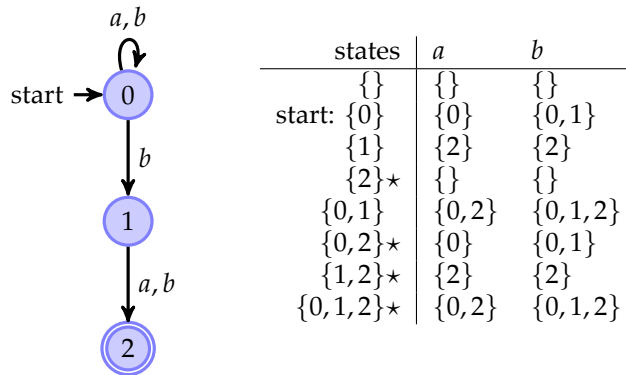 a, b
start
0
b
1
a, b
2
states a b
{} {} {}
start: {0} {0} {0, 1}
{1} {2} {2}
{2}⋆ {} {}
{0, 1} {0, 2} {0, 1, 2}
{0, 2}⋆ {0} {0, 1}
{1, 2}⋆ {2} {2}
{0, 1, 2}⋆ {0, 2} {0, 1, 2}